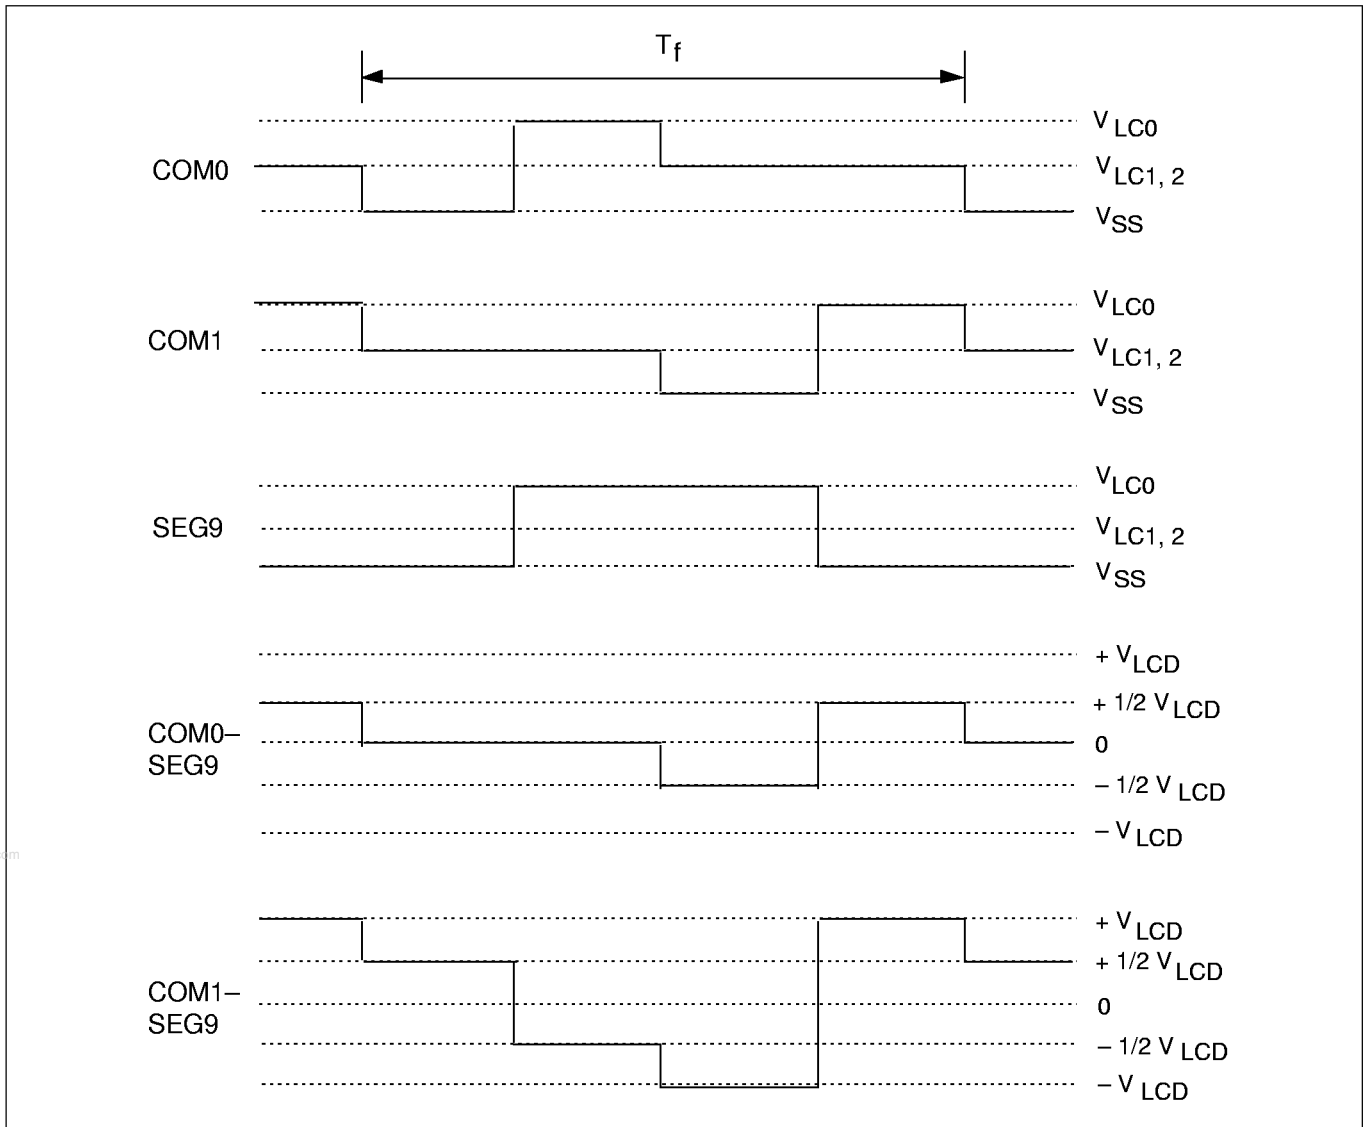 Tf
VLC0
COM0
VLC1, 2
VSS
VLC0
COM1
VLC1, 2
VSS
VLC0
SEG9
VLC1, 2
VSS
+ VLCD
+ 1/2 VLCD
COM0–
SEG9
0
– 1/2 VLCD
– VLCD
com
+ VLCD
+ 1/2 VLCD
COM1–
SEG9
0
– 1/2 VLCD
– VLCD